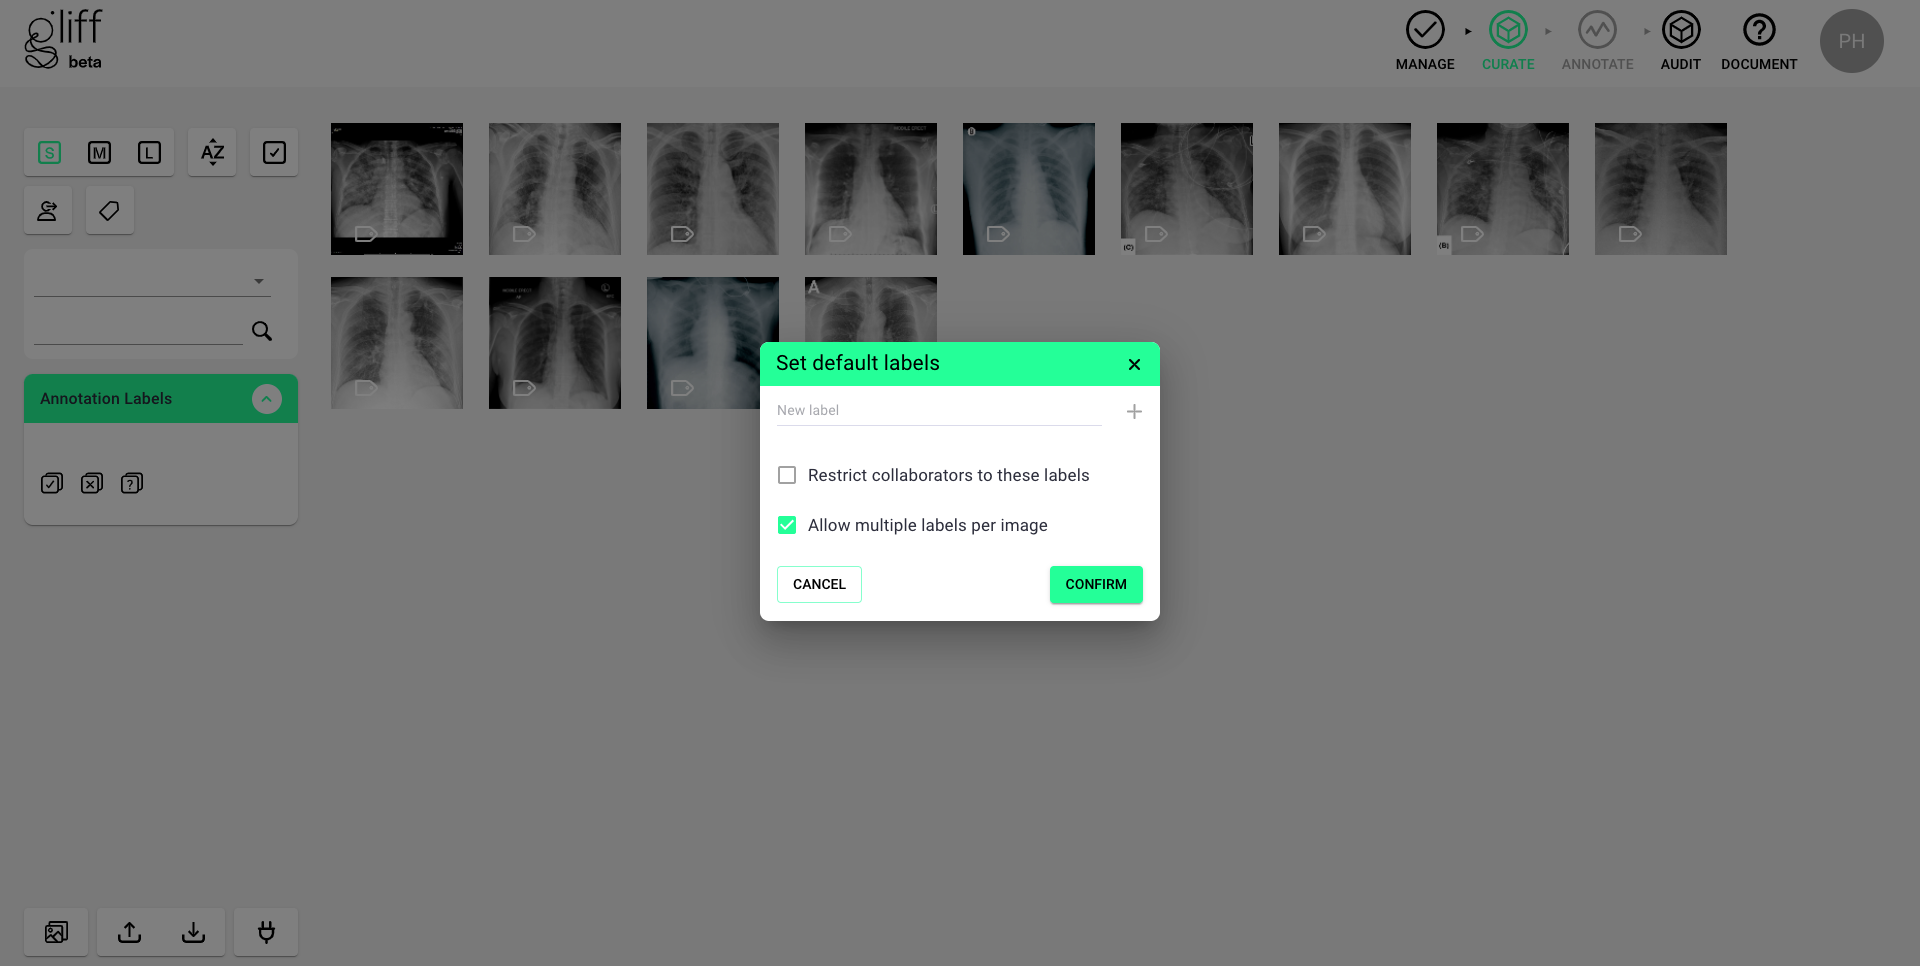 gliff
beta
MANAGE
CURATE
ANNOTATE
AUDIT
DOCUMENT
PH
S
M
L
AZ
(C)
(B)
A
Annotation Labels
?
Set default labels
New label
Restrict collaborators to these labels
Allow multiple labels per image
CANCEL
CONFIRM